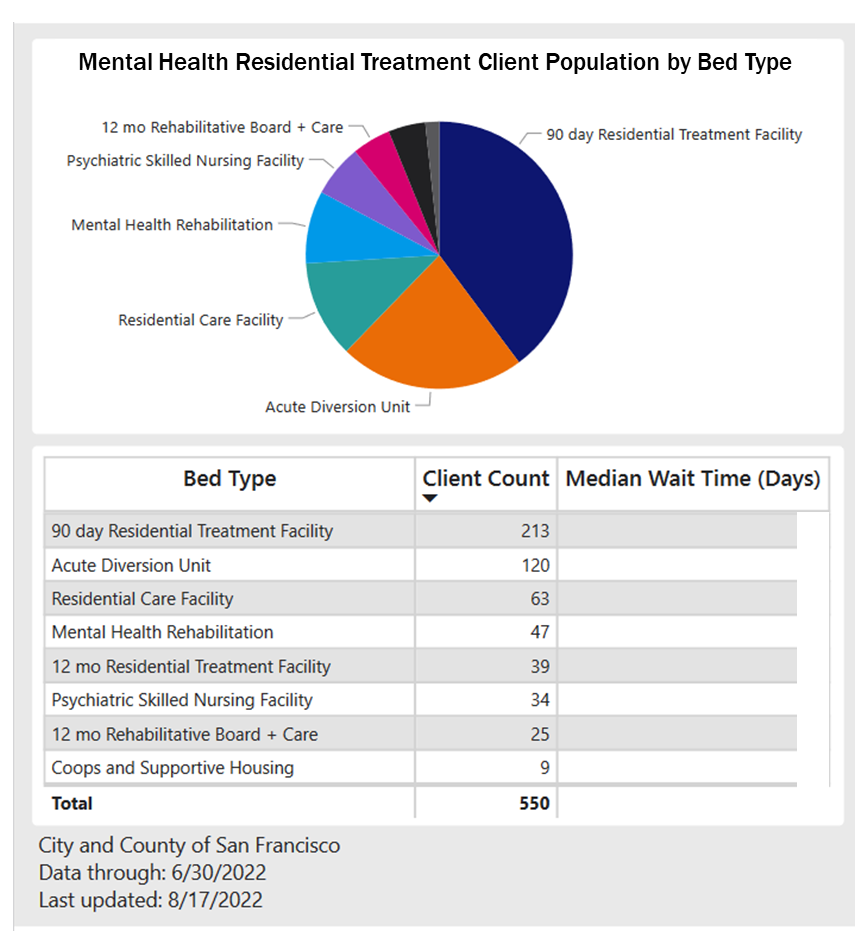 Mental Health Residential Treatment Client Population by Bed Type
12 mo Rehabilitative Board + Care
90 day Residential Treatment Facility
Psychiatric Skilled Nursing Facility
Mental Health Rehabilitation
Residential Care Facility
Acute Diversion Unit
Bed Type Client Count Median Wait Time (Days)
90 day Residential Treatment Facility 213
Acute Diversion Unit 120
Residential Care Facility 63
Mental Health Rehabilitation 47
12 mo Residential Treatment Facility 39
Psychiatric Skilled Nursing Facility 34
12 mo Rehabilitative Board + Care 25
Coops and Supportive Housing 9
Total 550
City and County of San Francisco
Data through: 6/30/2022
Last updated: 8/17/2022